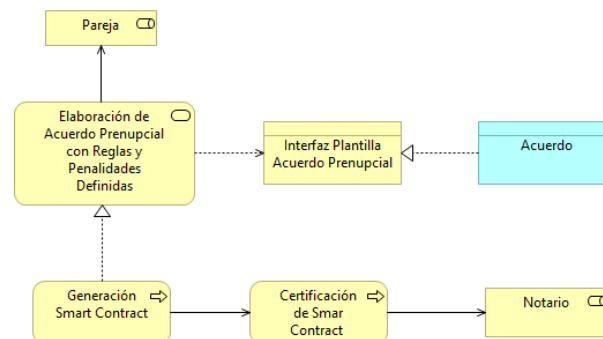 Pareja
Elaboración de
Acuerdo Prenupcial
con Reglas y
Penalidades
Definidas
Interfaz Plantilla
Acuerdo Prenupcial
Acuerdo
Generación
Smart Contract
Certificación
de Smar
Contract
Notario